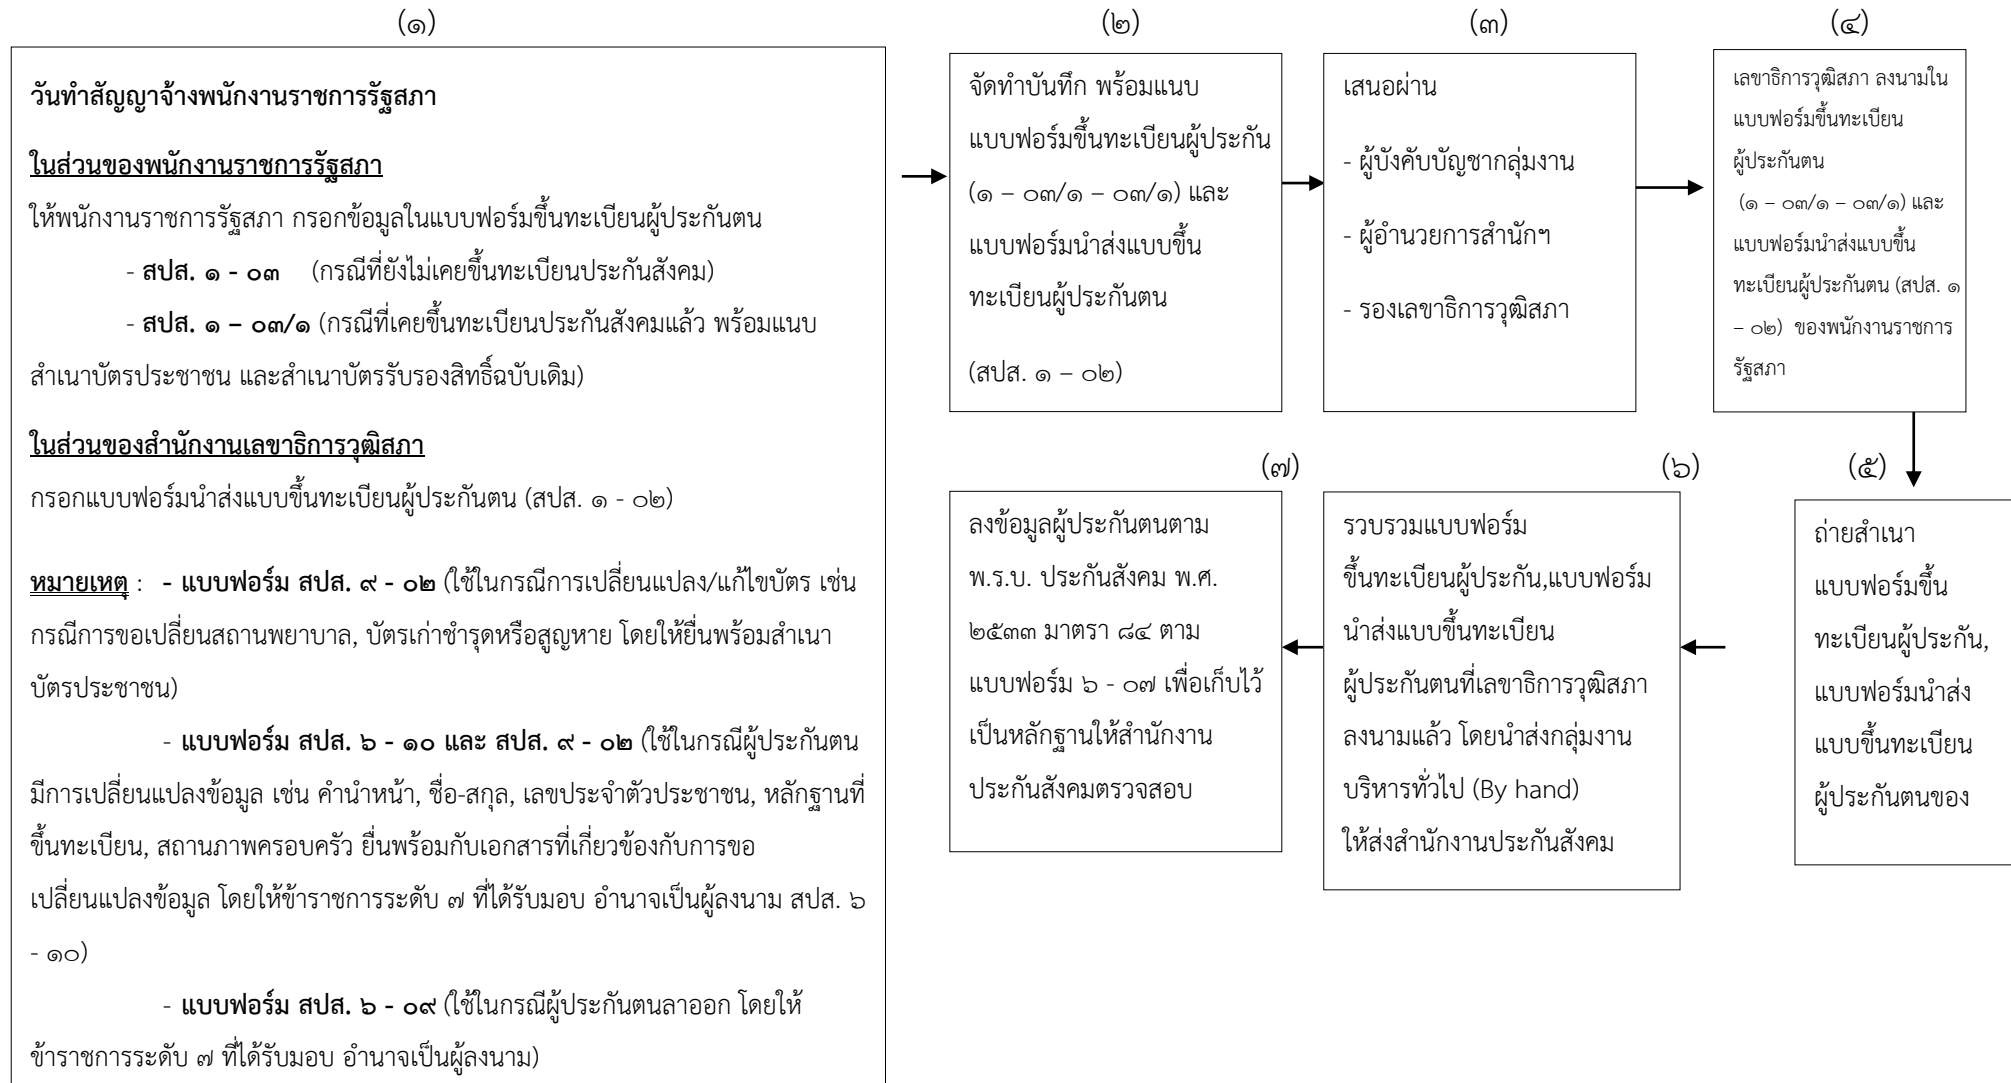 (๑)
วันทำสัญญาจ้างพนักงานราชการรัฐสภา
ในส่วนของพนักงานราชการรัฐสภา
ให้พนักงานราชการรัฐสภา กรอกข้อมูลในแบบฟอร์มขึ้นทะเบียนผู้ประกันตน
- สปส. ๑ - ๐๓ (กรณีที่ยังไม่เคยขึ้นทะเบียนประกันสังคม)
- สปส. ๑ – ๐๓/๑ (กรณีที่เคยขึ้นทะเบียนประกันสังคมแล้ว พร้อมแนบ
สำเนาบัตรประชาชน และสำเนาบัตรรับรองสิทธิ์ฉบับเดิม)
ในส่วนของสำนักงานเลขาธิการวุฒิสภา
กรอกแบบฟอร์มนำส่งแบบขึ้นทะเบียนผู้ประกันตน (สปส. ๑ - ๐๒)
หมายเหตุ : - แบบฟอร์ม สปส. ๙ - ๐๒ (ใช้ในกรณีการเปลี่ยนแปลง/แก้ไขบัตร เช่น
กรณีการขอเปลี่ยนสถานพยาบาล, บัตรเก่าชำรุดหรือสูญหาย โดยให้ยื่นพร้อมสำเนา
บัตรประชาชน)
- แบบฟอร์ม สปส. ๖ - ๑๐ และ สปส. ๙ - ๐๒ (ใช้ในกรณีผู้ประกันตน
มีการเปลี่ยนแปลงข้อมูล เช่น คำนำหน้า, ชื่อ-สกุล, เลขประจำตัวประชาชน, หลักฐานที่
ขึ้นทะเบียน, สถานภาพครอบครัว ยื่นพร้อมกับเอกสารที่เกี่ยวข้องกับการขอ
เปลี่ยนแปลงข้อมูล โดยให้ข้าราชการระดับ ๗ ที่ได้รับมอบ อำนาจเป็นผู้ลงนาม สปส. ๖
- ๑๐)
- แบบฟอร์ม สปส. ๖ - ๐๙ (ใช้ในกรณีผู้ประกันตนลาออก โดยให้
ข้าราชการระดับ ๗ ที่ได้รับมอบ อำนาจเป็นผู้ลงนาม)
(๒)
จัดทำบันทึก พร้อมแนบ
แบบฟอร์มขึ้นทะเบียนผู้ประกัน
(๑ – ๐๓/๑ – ๐๓/๑) และ
แบบฟอร์มนำส่งแบบขึ้น
ทะเบียนผู้ประกันตน
(สปส. ๑ – ๐๒)
(๓)
เสนอผ่าน
- ผู้บังคับบัญชากลุ่มงาน
- ผู้อำนวยการสำนักฯ
- รองเลขาธิการวุฒิสภา
(๔)
เลขาธิการวุฒิสภา ลงนามใน
แบบฟอร์มขึ้นทะเบียน
ผู้ประกันตน
(๑ – ๐๓/๑ – ๐๓/๑) และ
แบบฟอร์มนำส่งแบบขึ้น
ทะเบียนผู้ประกันตน (สปส. ๑
– ๐๒) ของพนักงานราชการ
รัฐสภา
(๕)
ถ่ายสำเนา
แบบฟอร์มขึ้น
ทะเบียนผู้ประกัน,
แบบฟอร์มนำส่ง
แบบขึ้นทะเบียน
ผู้ประกันตนของ
(๖)
รวบรวมแบบฟอร์ม
ขึ้นทะเบียนผู้ประกัน,แบบฟอร์ม
นำส่งแบบขึ้นทะเบียน
ผู้ประกันตนที่เลขาธิการวุฒิสภา
ลงนามแล้ว โดยนำส่งกลุ่มงาน
บริหารทั่วไป (By hand)
ให้ส่งสำนักงานประกันสังคม
(๗)
ลงข้อมูลผู้ประกันตนตาม
พ.ร.บ. ประกันสังคม พ.ศ.
๒๕๓๓ มาตรา ๘๔ ตาม
แบบฟอร์ม ๖ - ๐๗ เพื่อเก็บไว้
เป็นหลักฐานให้สำนักงาน
ประกันสังคมตรวจสอบ